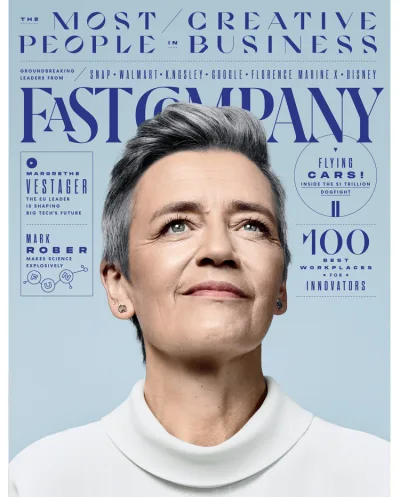 THE MOST / CREATIVE
PEOPLE IN BUSINESS
GROUNDBREAKING
LEADERS FROM / SNAP • WALMART • KINGSLEY • GOOGLE • FLORENCE MARINE X • DISNEY
FAST COMPANY
MARGRETHE
VESTAGER
THE EU LEADER
IS SHAPING
BIG TECH'S FUTURE
MARK
ROBER
MAKES SCIENCE
EXPLOSIVELY
FUN
FLYING
CARS!
INSIDE THE $1 TRILLION
DOGFIGHT
100
BEST
WORKPLACES
• FOR •
INNOVATORS